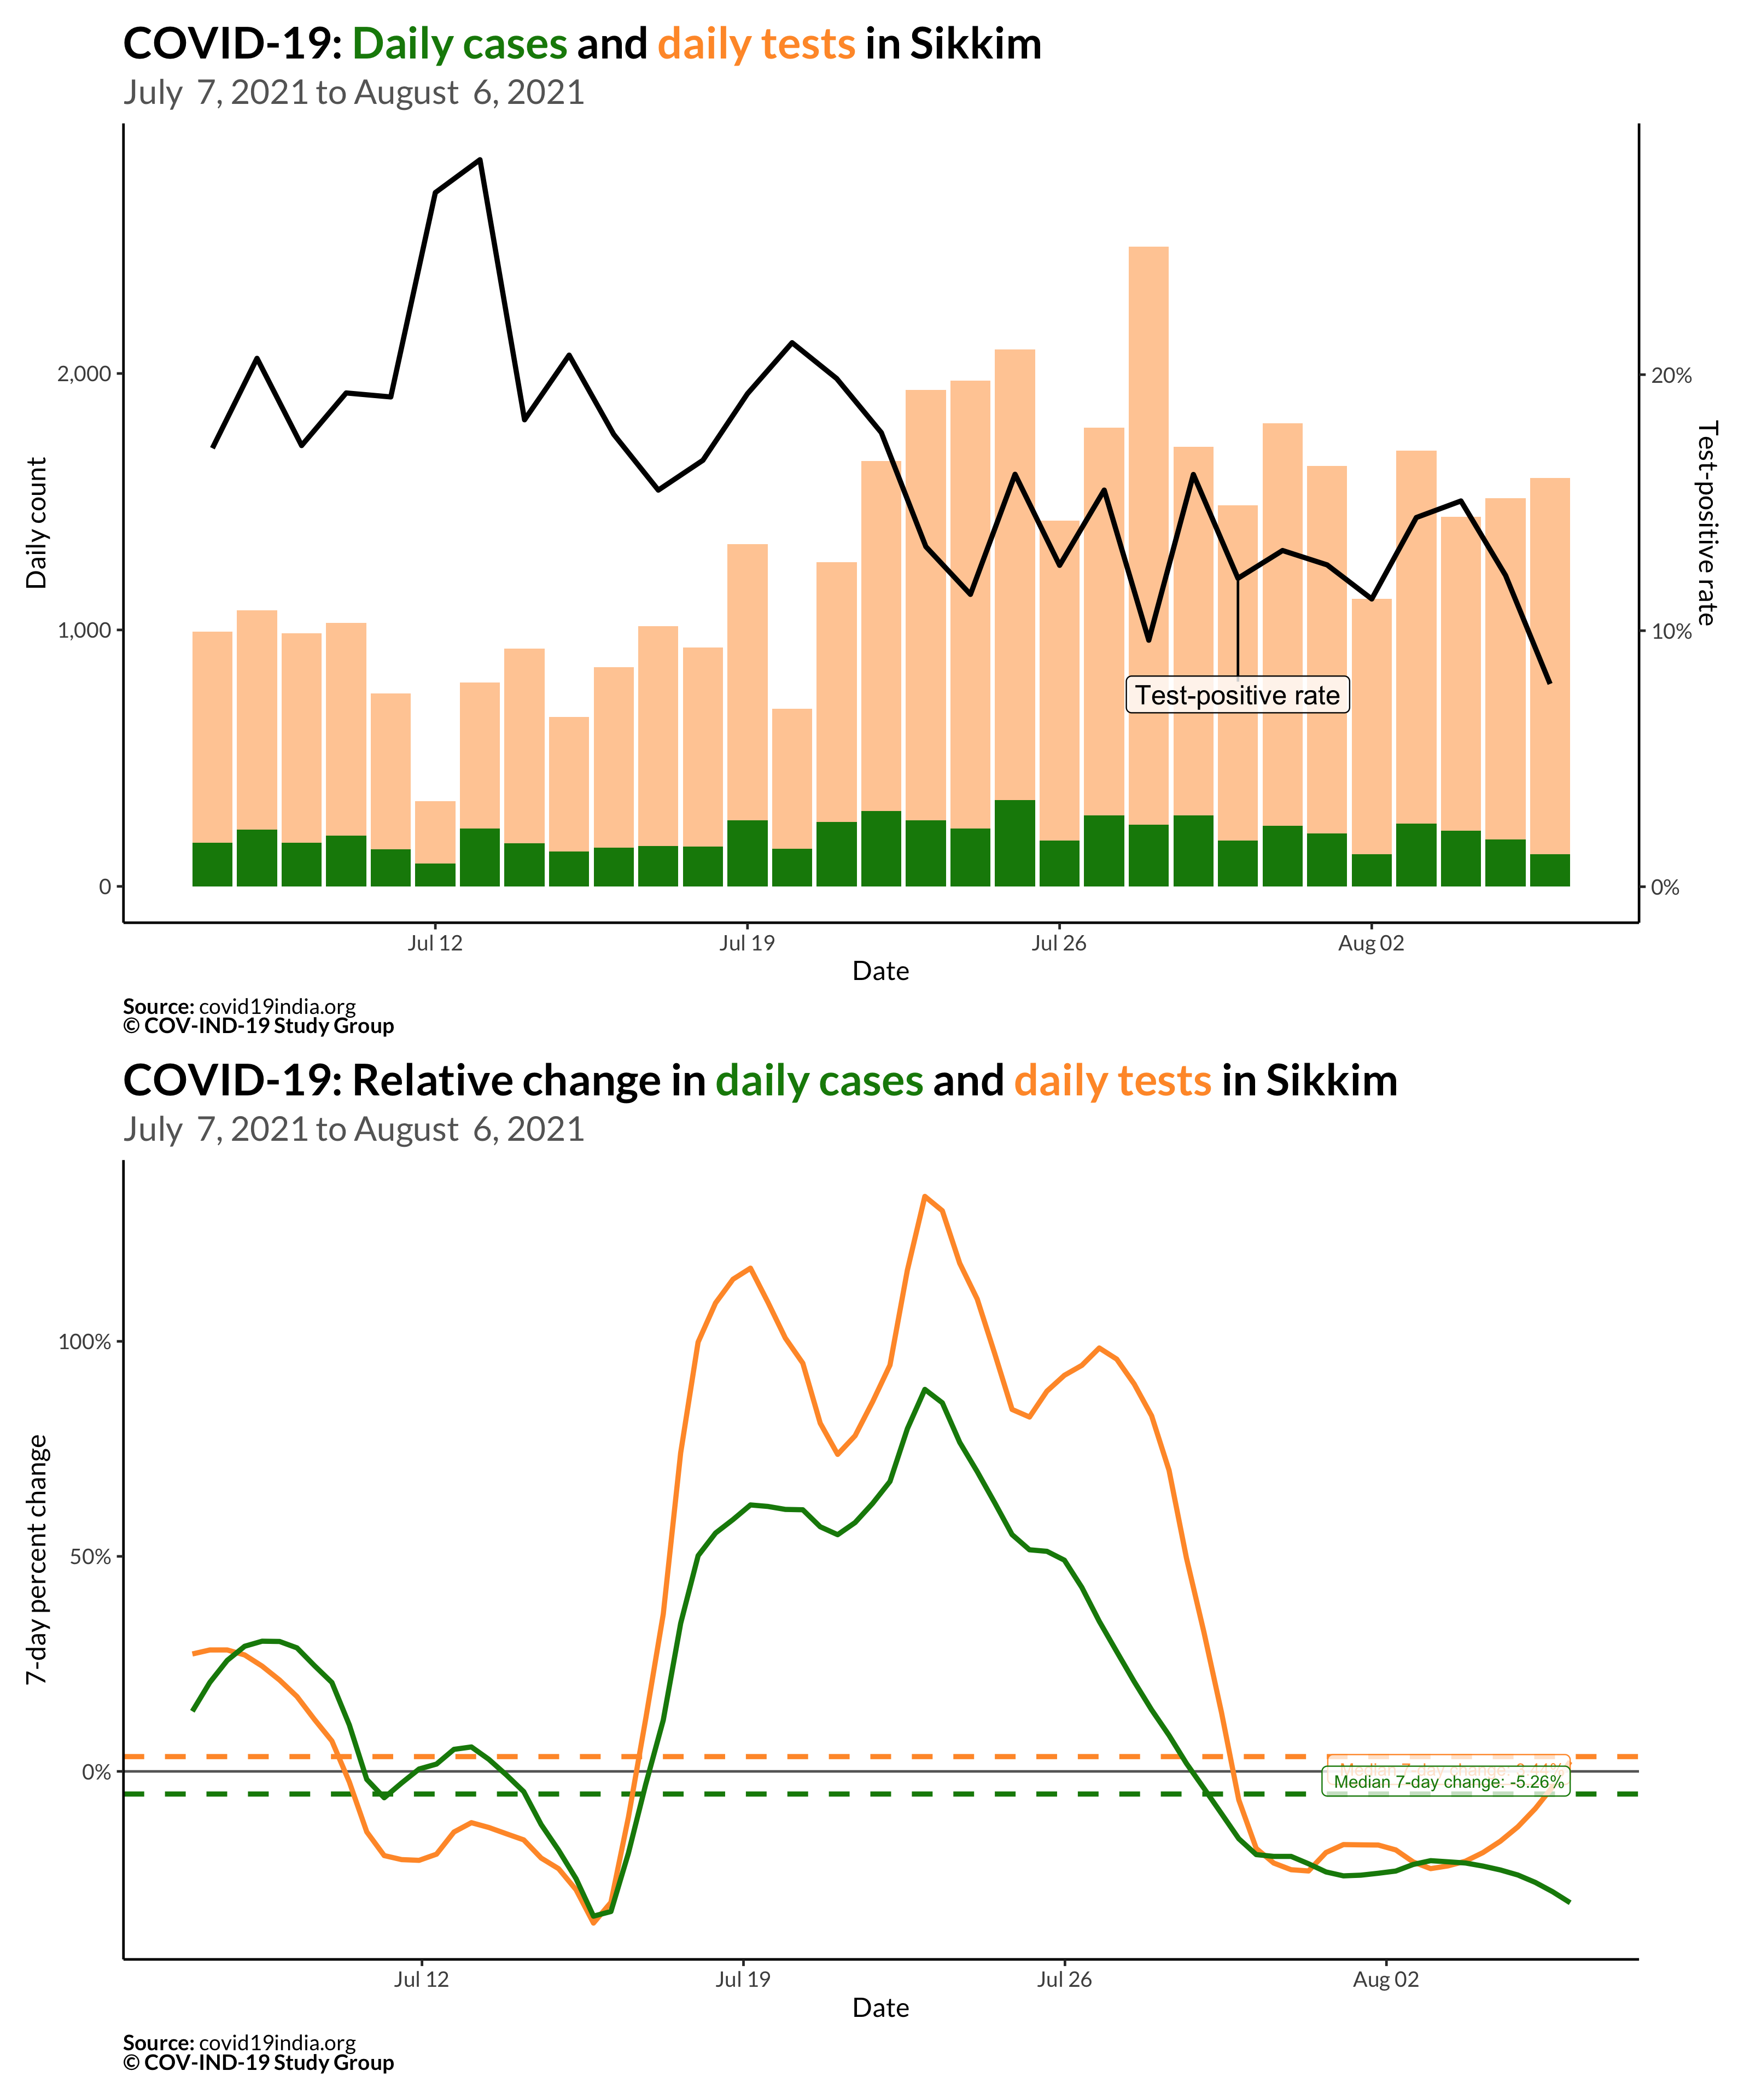 COVID-19: Daily cases and daily tests in Sikkim
July 7, 2021 to August 6, 2021
Daily count
2,000
1,000
0
20%
10%
0%
Test-positive rate
Test-positive rate
Jul 12
Jul 19
Jul 26
Aug 02
Date
Source: covid19india.org
© COV-IND-19 Study Group
COVID-19: Relative change in daily cases and daily tests in Sikkim
July 7, 2021 to August 6, 2021
7-day percent change
100%
50%
0%
Median 7-day change:
Median 7-day change: -5.26%
Jul 12
Jul 19
Jul 26
Aug 02
Date
Source: covid19india.org
© COV-IND-19 Study Group